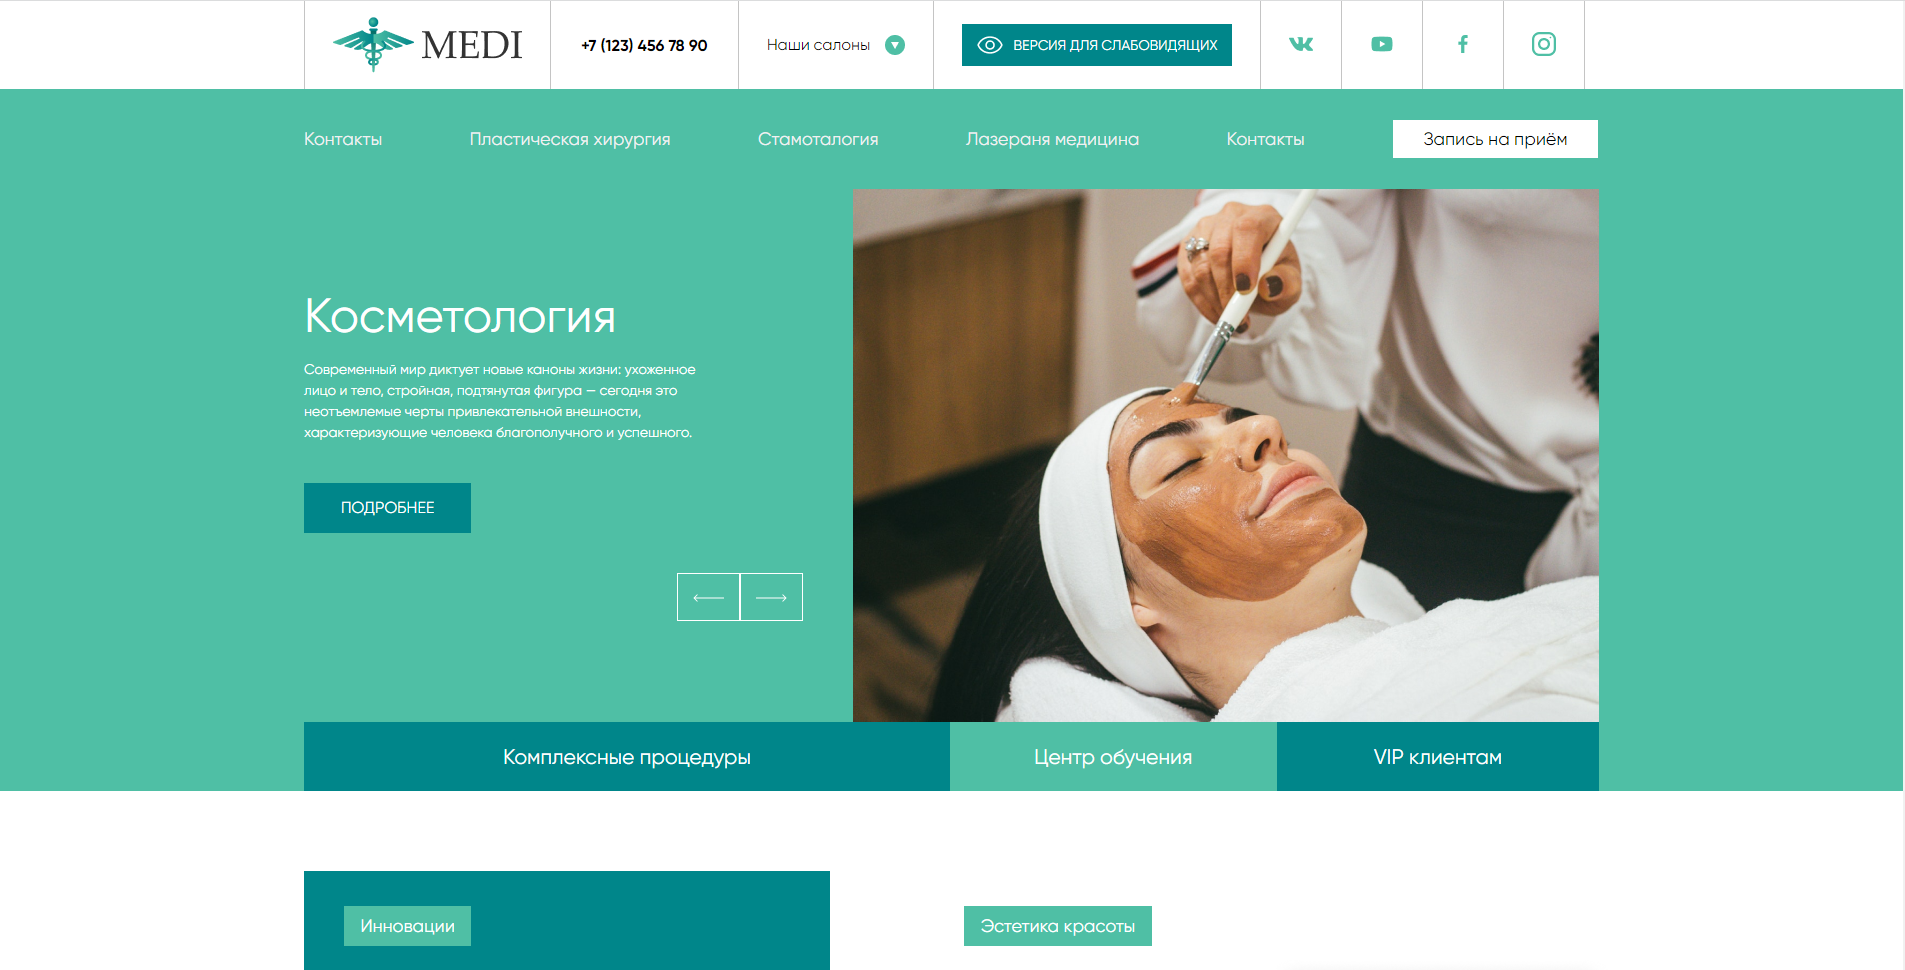 MEDI
+7 (123) 456 78 90
Наши салоны
ВЕРСИЯ ДЛЯ СЛАБОВИДЯЩИХ
Контакты
Пластическая хирургия
Стамоталогия
Лазераня медицина
Контакты
Запись на приём
Косметология
Современный мир диктует новые каноны жизни: ухоженное
лицо и тело, стройная, подтянутая фигура — сегодня это
неотъемлемые черты привлекательной внешности,
характеризующие человека благополучного и успешного.
ПОДРОБНЕЕ
Комплексные процедуры
Центр обучения
VIP клиентам
Инновации
Эстетика красоты